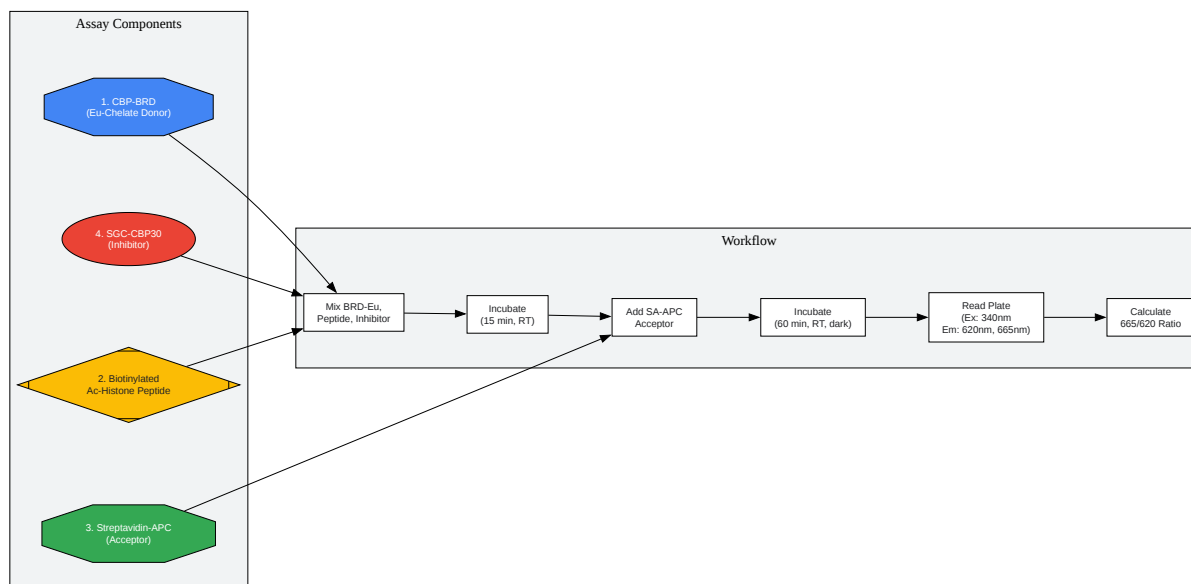 Assay Components
1. CBP-BRD
(Eu-Chelate Donor)
4. SGC-CBP30
(Inhibitor)
2. Biotinylated
Ac-Histone Peptide
3. Streptavidin-APC
(Acceptor)
Workflow
Mix BRD-Eu,
Peptide, Inhibitor
Incubate
(15 min, RT)
Add SA-APC
Acceptor
Incubate
(60 min, RT, dark)
Read Plate
(Ex: 340nm
Em: 620nm, 665nm)
Calculate
665/620 Ratio